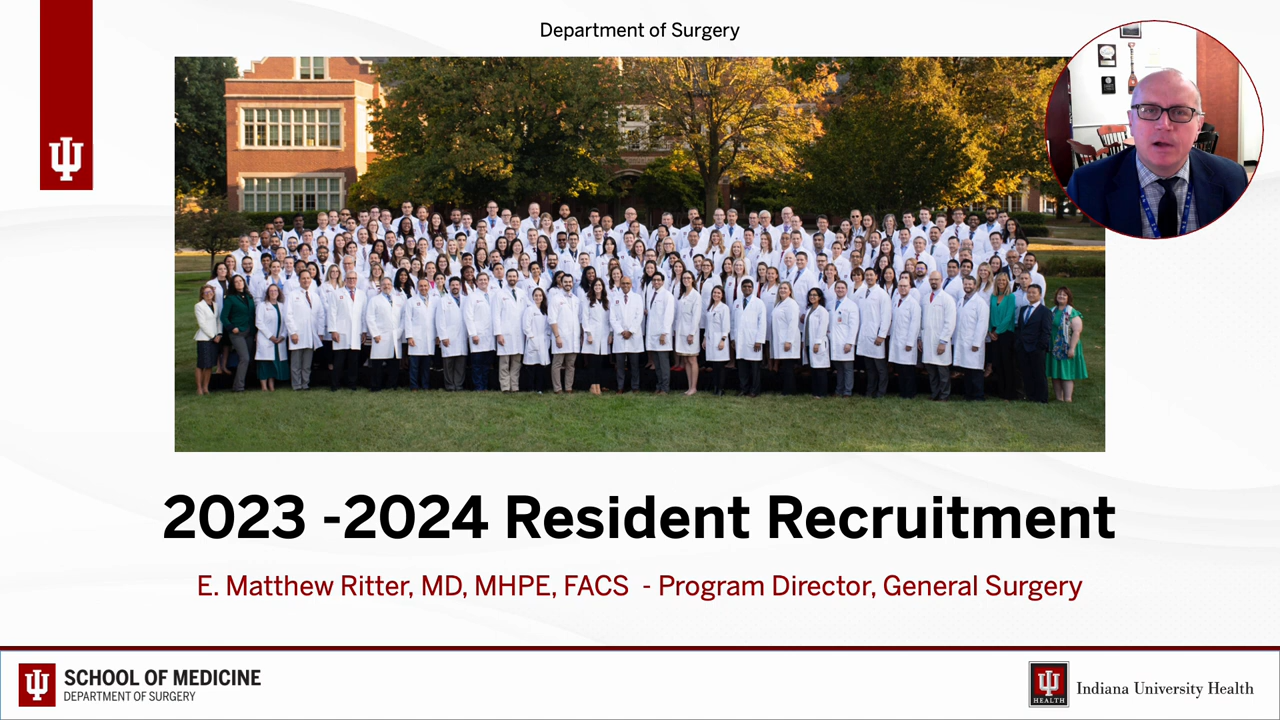 Department of Surgery
2023 -2024 Resident Recruitment
E. Matthew Ritter, MD, MHPE, FACS - Program Director, General Surgery
SCHOOL OF MEDICINE
DEPARTMENT OF SURGERY
HEALTH
Indiana University Health